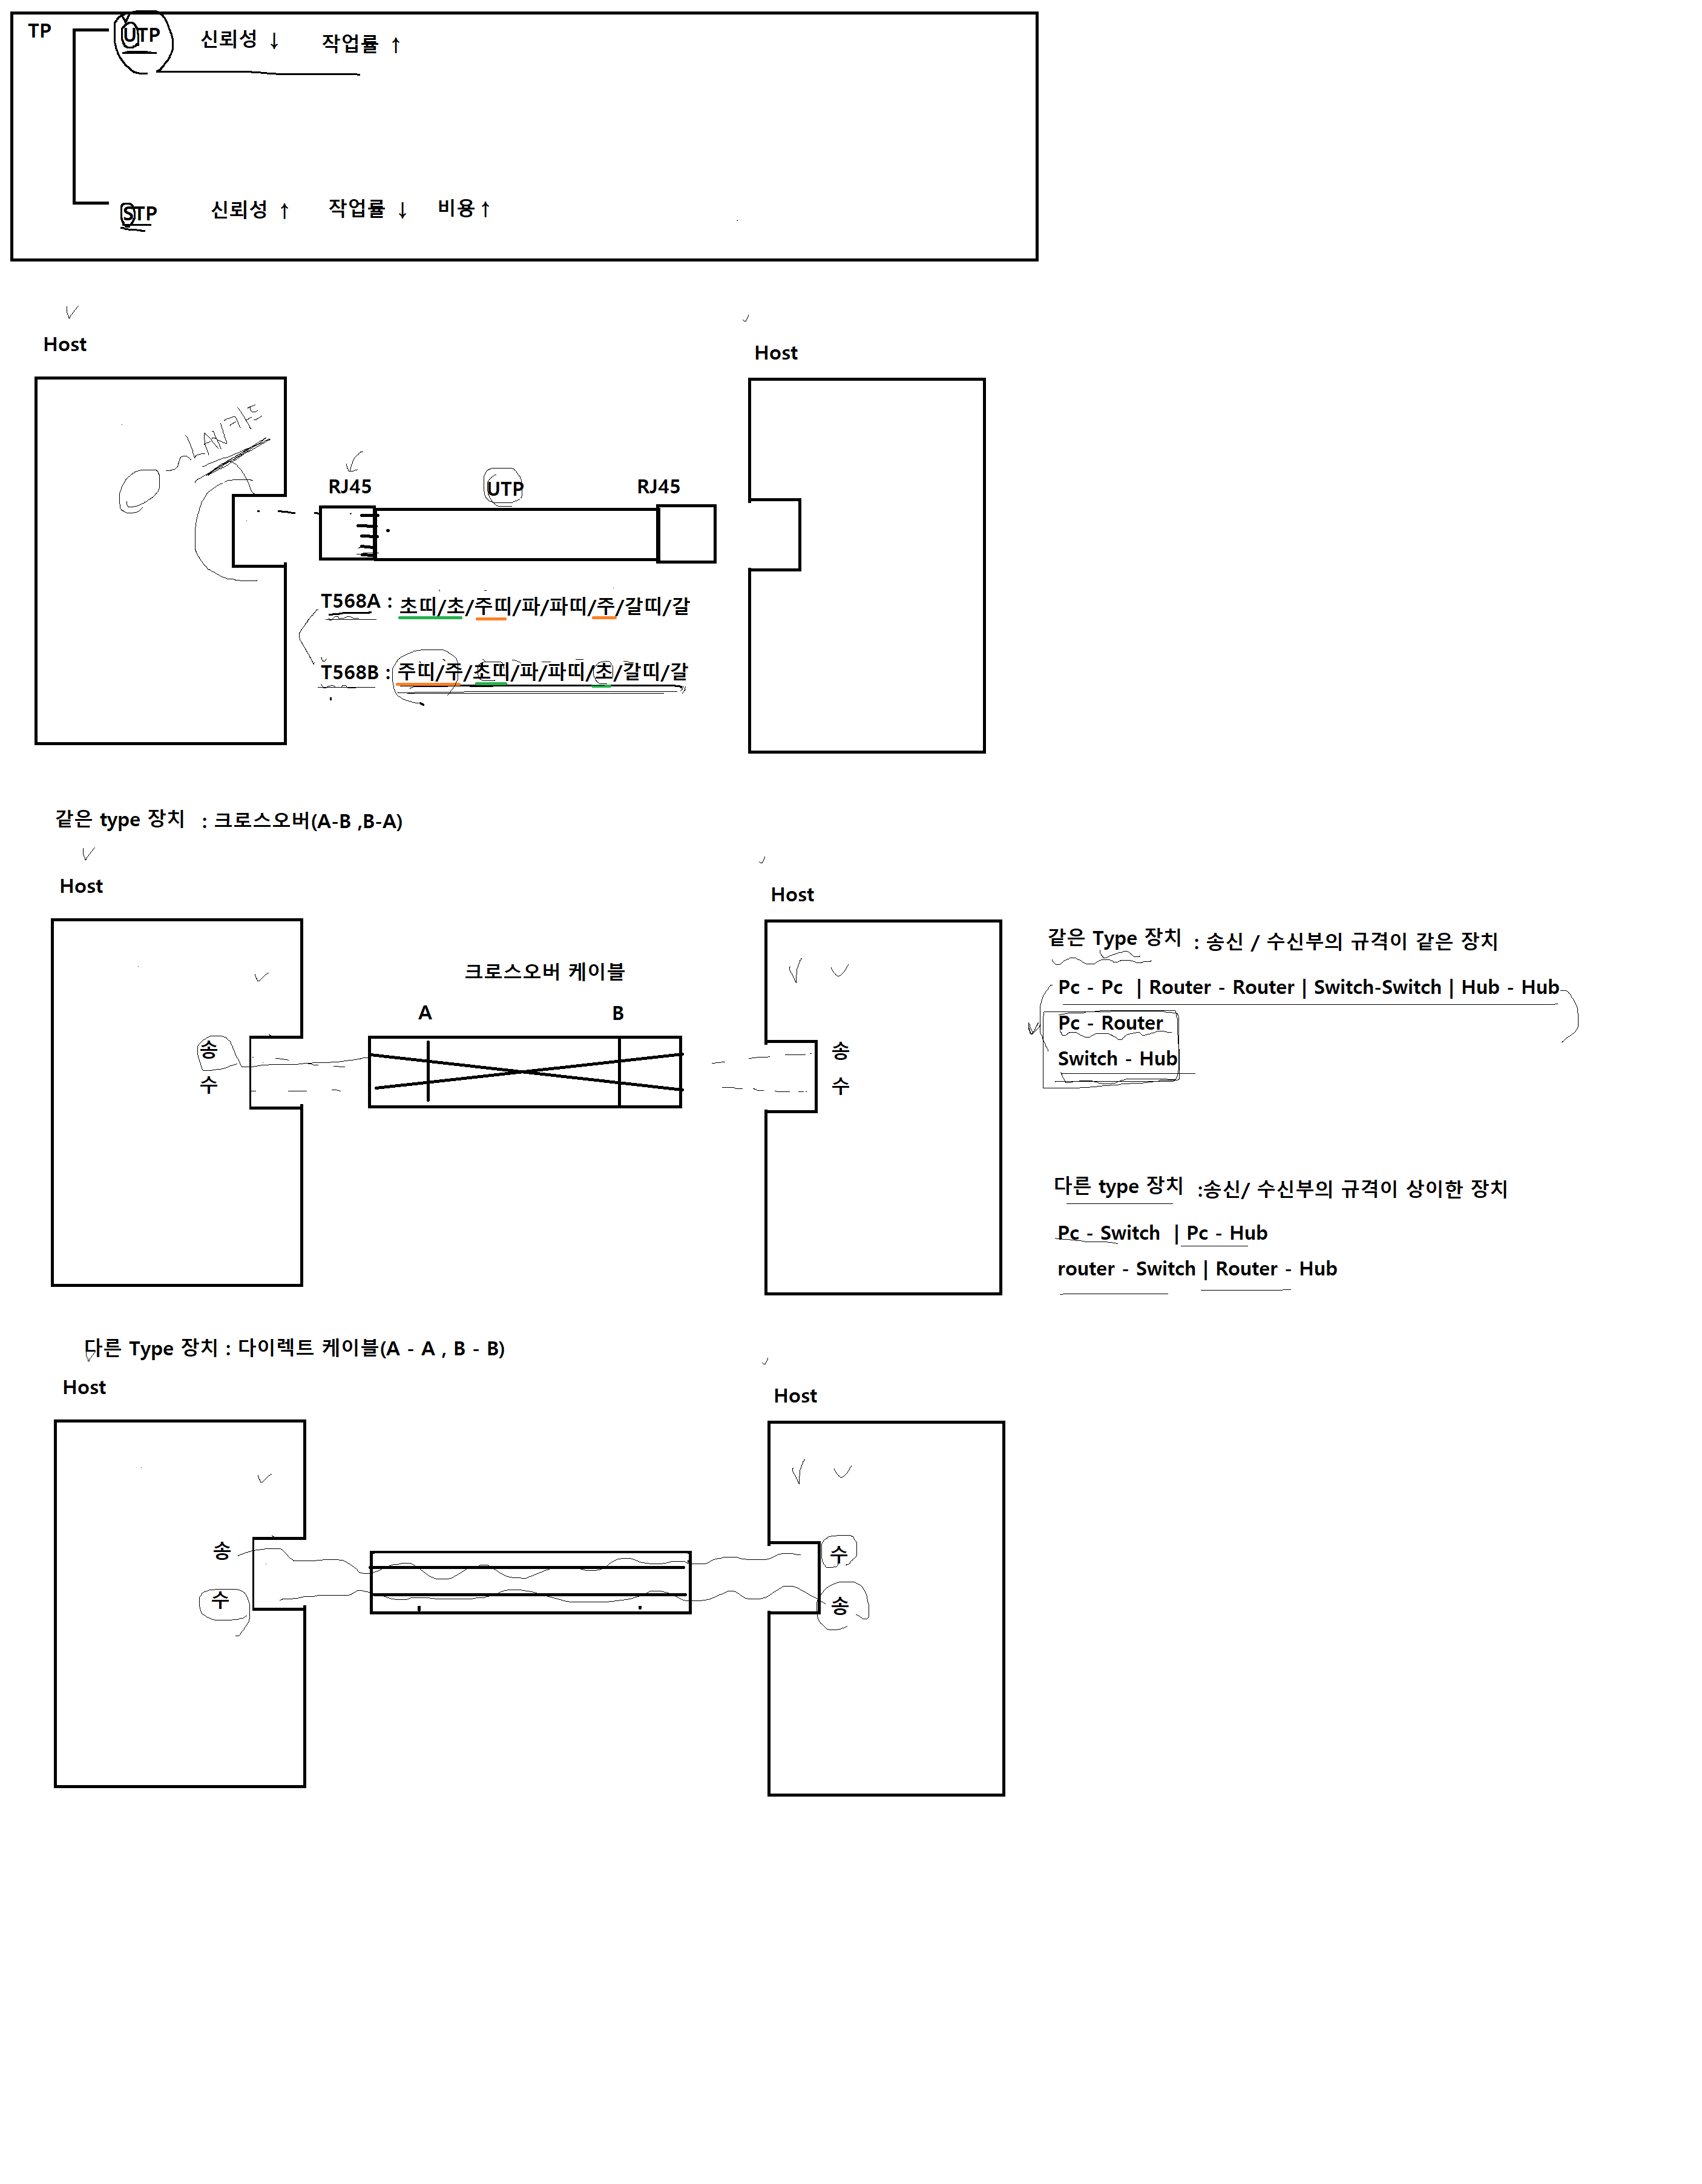 TP
UTP 신뢰성 ↓ 작업률 ↑
STP 신뢰성 ↑ 작업률 ↓ 비용↑
Host
Host
LAN카드
RJ45 UTP RJ45
T568A : 초띠/초/주띠/파/파띠/주/갈띠/갈
T568B : 주띠/주/초띠/파/파띠/초/갈띠/갈
같은 type 장치 : 크로스오버(A-B ,B-A)
Host
Host
크로스오버 케이블
A B
송
수
송
수
같은 Type 장치 : 송신 / 수신부의 규격이 같은 장치
Pc - Pc | Router - Router | Switch-Switch | Hub - Hub
Pc - Router
Switch - Hub
다른 type 장치 :송신/ 수신부의 규격이 상이한 장치
Pc - Switch | Pc - Hub
router - Switch | Router - Hub
다른 Type 장치 : 다이렉트 케이블(A - A , B - B)
Host
Host
송
수
수
송